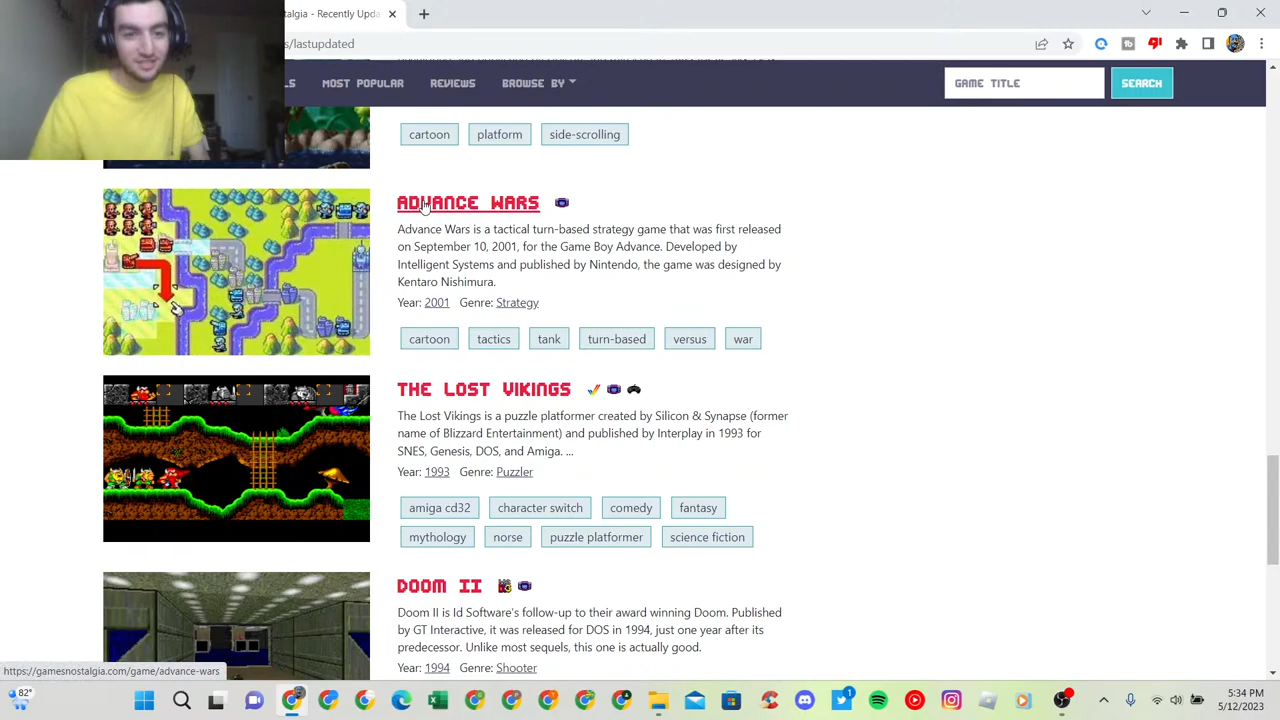 stalgia - Recently Upda
s/lastupdated
LS MOST POPULAR REVIEWS BROWSE BY GAME TITLE SEARCH
cartoon platform side-scrolling
ADVANCE WARS
Advance Wars is a tactical turn-based strategy game that was first released
on September 10, 2001, for the Game Boy Advance. Developed by
Intelligent Systems and published by Nintendo, the game was designed by
Kentaro Nishimura.
Year: 2001 Genre: Strategy
cartoon tactics tank turn-based versus war
THE LOST VIKINGS
The Lost Vikings is a puzzle platformer created by Silicon & Synapse (former
name of Blizzard Entertainment) and published by Interplay in 1993 for
SNES, Genesis, DOS, and Amiga. ...
Year: 1993 Genre: Puzzler
amiga cd32 character switch comedy fantasy
mythology norse puzzle platformer science fiction
DOOM II
Doom II is Id Software's follow-up to their award winning Doom. Published
by GT Interactive, it was released for DOS in 1994, just one year after its
predecessor. Unlike most sequels, this one is actually good.
Year: 1994 Genre: Shooter
https://gamesnostalgia.com/game/advance-wars
82°
1
5:34 PM
5/12/2023